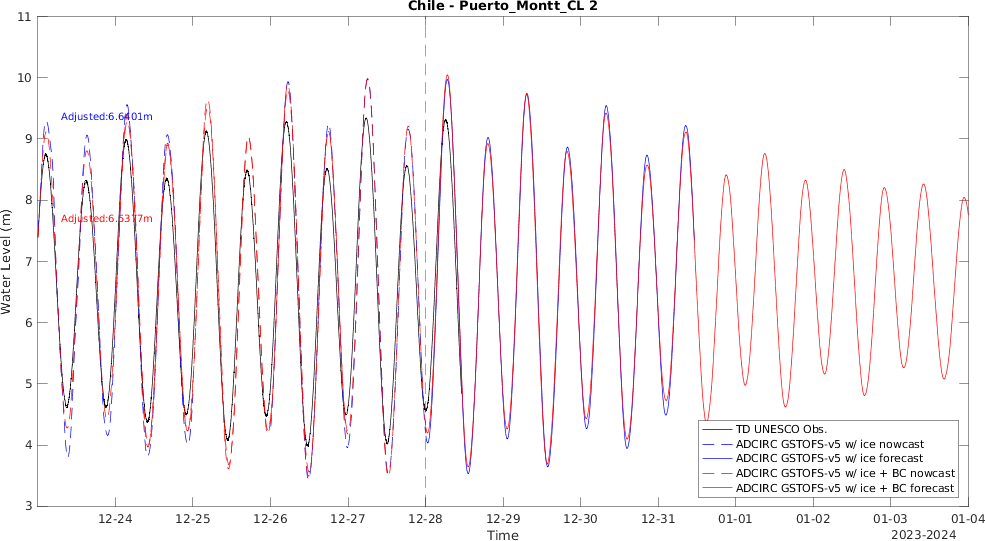 Chile - Puerto_Montt_CL 2
11
10
9
8
7
6
5
4
3
Water Level (m)
Adjusted:6.6401m
Adjusted:6.5377m
12-24
12-25
12-26
12-27
12-28
12-29
12-30
12-31
01-01
01-02
01-03
01-04
Time
2023-2024
TD UNESCO Obs.
ADCIRC GSTOFS-v5 w/ ice nowcast
ADCIRC GSTOFS-v5 w/ ice forecast
ADCIRC GSTOFS-v5 w/ ice + BC nowcast
ADCIRC GSTOFS-v5 w/ ice + BC forecast